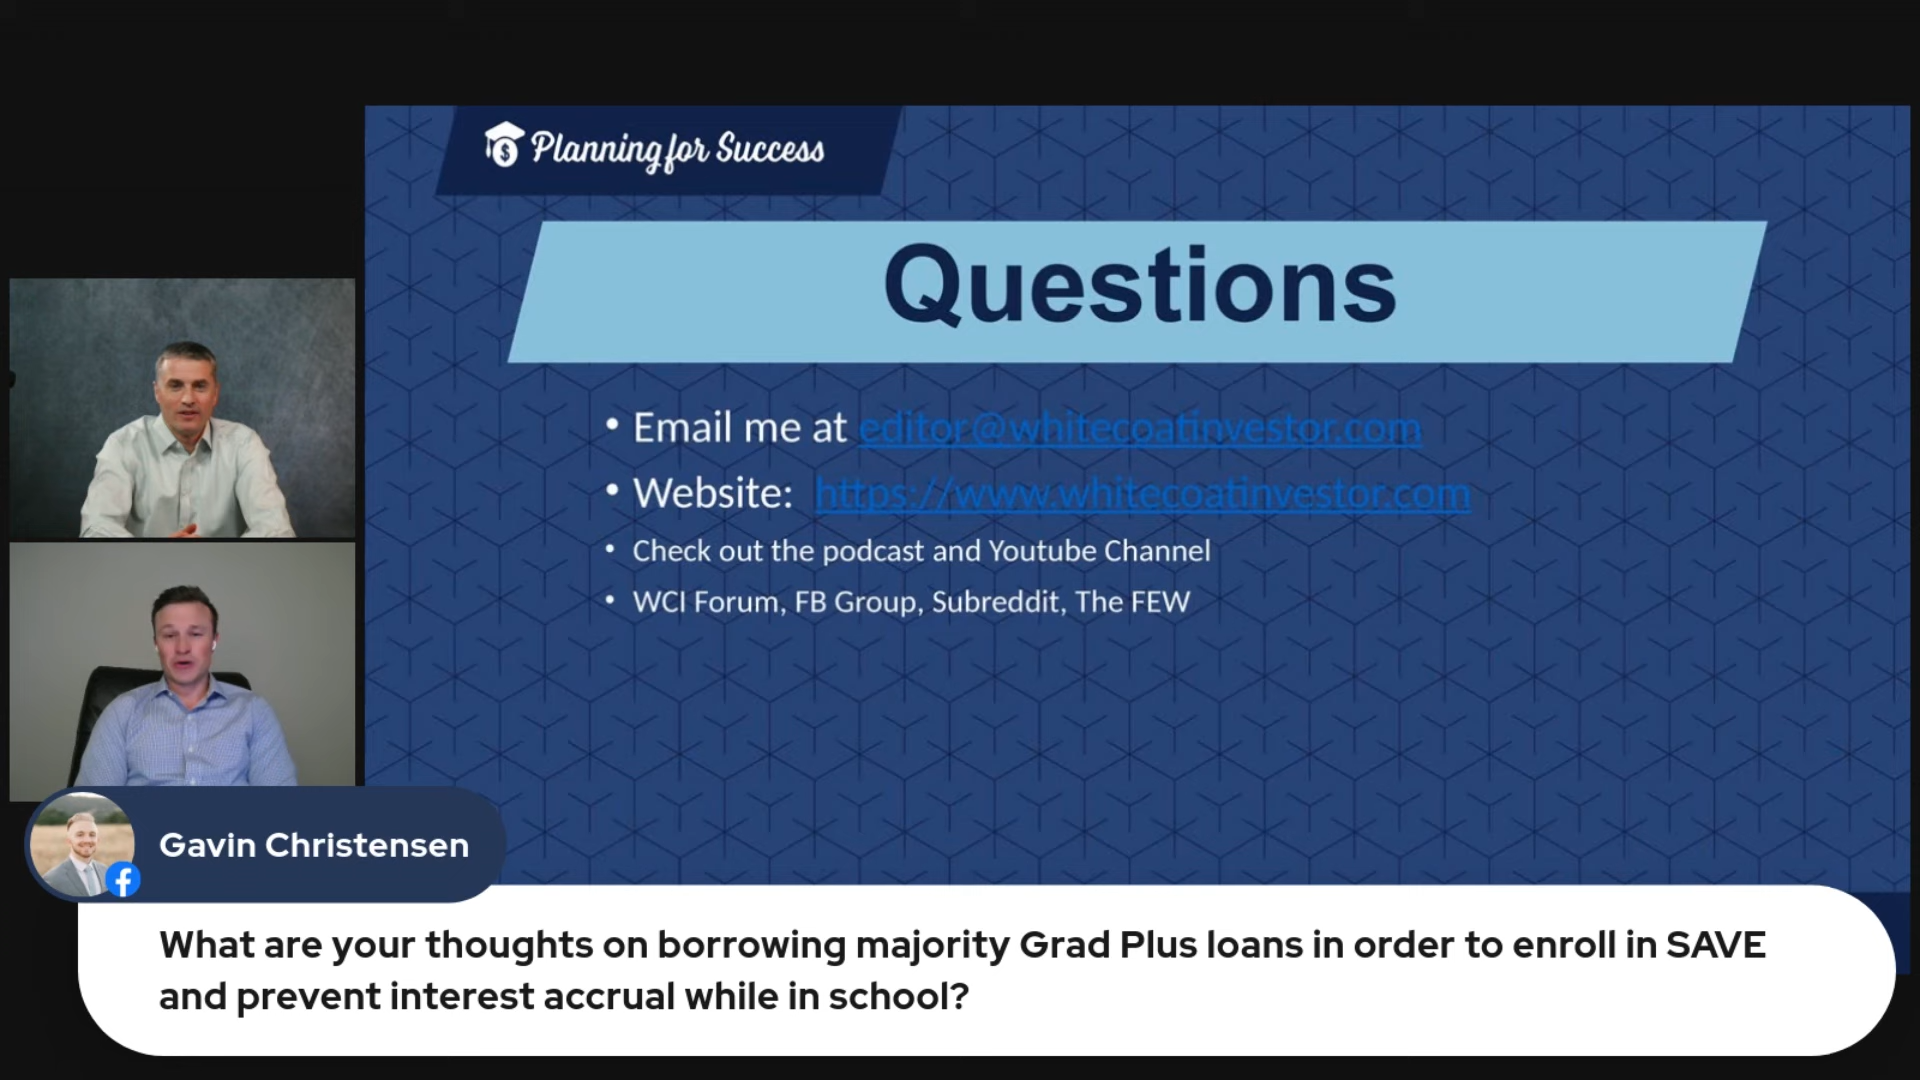 Planning for Success
Questions
• Email me at editor@whitecoatinvestor.com
• Website: https://www.whitecoatinvestor.com
• Check out the podcast and Youtube Channel
• WCI Forum, FB Group, Subreddit, The FEW
Gavin Christensen
What are your thoughts on borrowing majority Grad Plus loans in order to enroll in SAVE
and prevent interest accrual while in school?